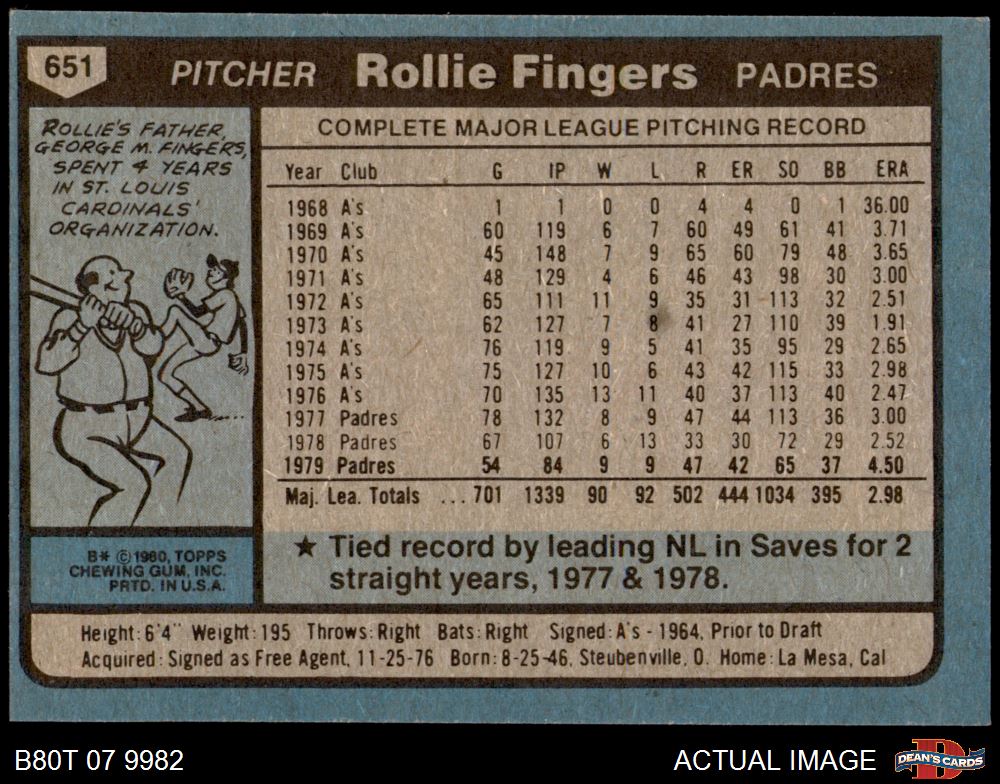 651 PITCHER Rollie Fingers PADRES
ROLLIE'S FATHER,
GEORGE M. FINGERS,
SPENT 4 YEARS
IN ST. LOUIS
CARDINALS'
ORGANIZATION.
COMPLETE MAJOR LEAGUE PITCHING RECORD
Year Club G IP W L R ER SO BB ERA
1968 A's 1 1 0 0 4 4 0 1 36.00
1969 A's 60 119 6 7 60 49 61 41 3.71
1970 A's 45 148 7 9 65 60 79 48 3.65
1971 A's 48 129 4 6 46 43 98 30 3.00
1972 A's 65 111 11 9 35 31 113 32 2.51
1973 A's 62 127 7 8 41 27 110 39 1.91
1974 A's 76 119 9 5 41 35 95 29 2.65
1975 A's 75 127 10 6 43 42 115 33 2.98
1976 A's 70 135 13 11 40 37 113 40 2.47
1977 Padres 78 132 8 9 47 44 113 36 3.00
1978 Padres 67 107 6 13 33 30 72 29 2.52
1979 Padres 54 84 9 9 47 42 65 37 4.50
Maj. Lea. Totals ... 701 1339 90 92 502 444 1034 395 2.98
B* © 1980, TOPPS
CHEWING GUM, INC.
PRTD. IN U.S.A.
★ Tied record by leading NL in Saves for 2
straight years, 1977 & 1978.
Height: 6'4" Weight: 195 Throws: Right Bats: Right Signed: A's - 1964, Prior to Draft
Acquired: Signed as Free Agent, 11-25-76 Born: 8-25-46, Steubenville, O. Home: La Mesa, Cal
B80T 07 9982 ACTUAL IMAGE D DEAN'S CARDS